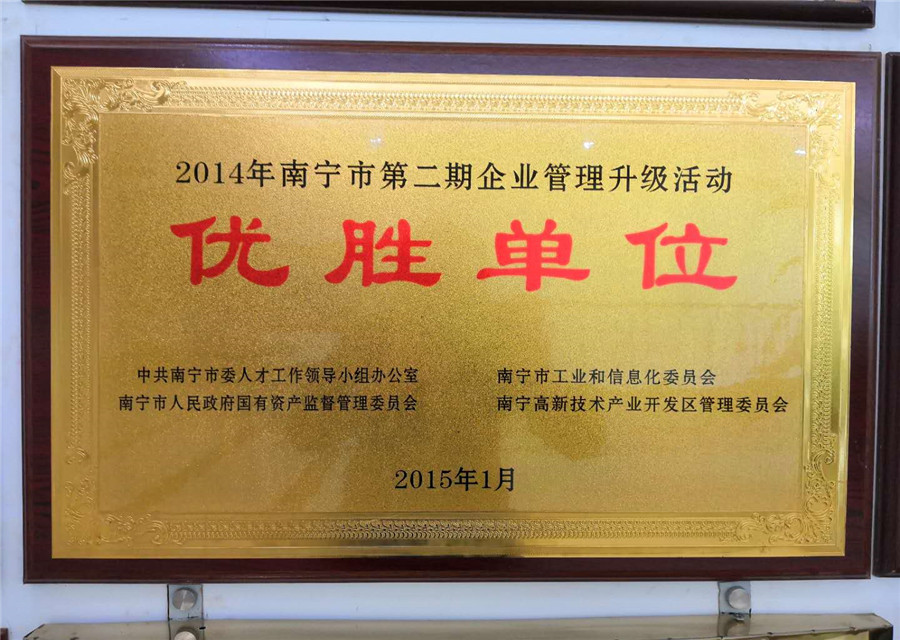 2014年南宁市第二期企业管理升级活动
优胜单位
中共南宁市委人才工作领导小组办公室
南宁市工业和信息化委员会
南宁市人民政府国有资产监督管理委员会
南宁高新技术产业开发区管理委员会
2015年1月